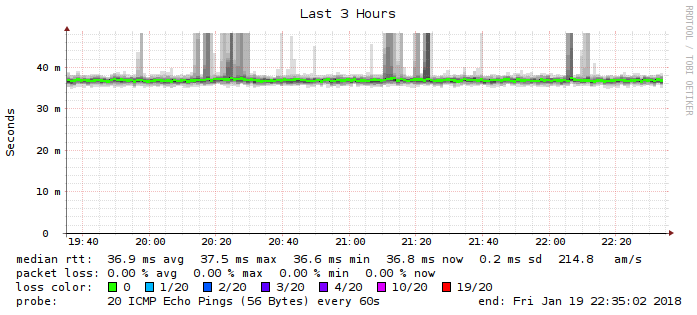 Last 3 Hours
RRDTOOL / TOBI OETIKER
Seconds
40 m
30 m
20 m
10 m
0
19:40 20:00 20:20 20:40 21:00 21:20 21:40 22:00 22:20
median rtt: 36.9 ms avg 37.5 ms max 36.6 ms min 36.8 ms now 0.2 ms sd 214.8 am/s
packet loss: 0.00 % avg 0.00 % max 0.00 % min 0.00 % now
loss color: 0 1/20 2/20 3/20 4/20 10/20 19/20
probe: 20 ICMP Echo Pings (56 Bytes) every 60s end: Fri Jan 19 22:35:02 2018